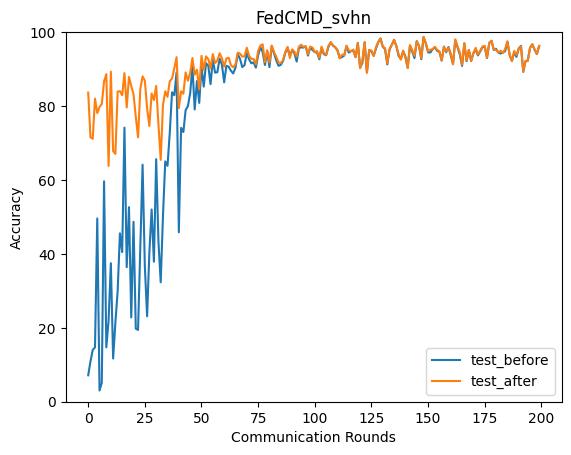 FedCMD_svhn
Accuracy
100
80
60
40
20
0
0 25 50 75 100 125 150 175 200
Communication Rounds
test_before
test_after